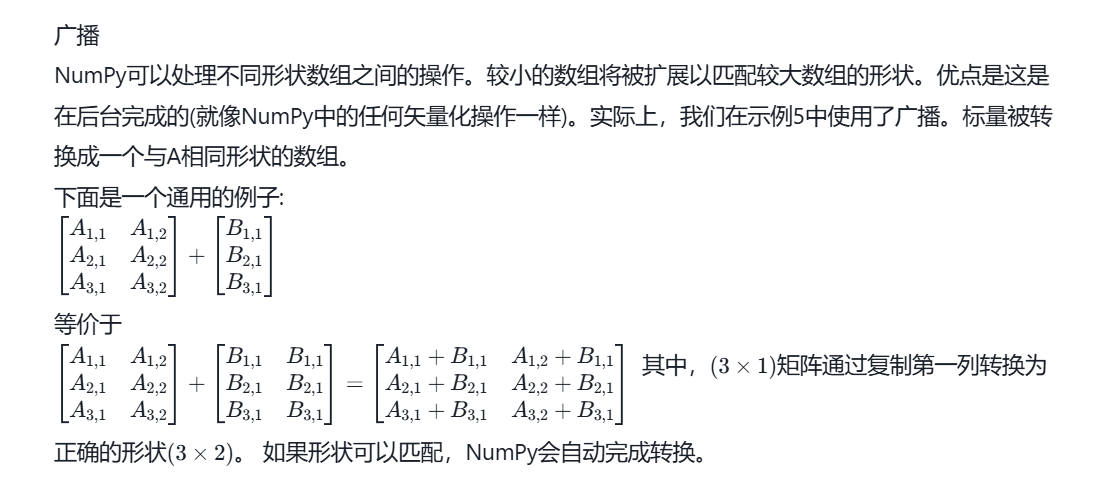 广播
NumPy可以处理不同形状数组之间的操作。较小的数组将被扩展以匹配较大数组的形状。优点是这是
在后台完成的(就像NumPy中的任何矢量化操作一样)。实际上，我们在示例5中使用了广播。标量被转
换成一个与A相同形状的数组。
下面是一个通用的例子:
$\begin{bmatrix} A_{1,1} & A_{1,2} \\ A_{2,1} & A_{2,2} \\ A_{3,1} & A_{3,2} \end{bmatrix} + \begin{bmatrix} B_{1,1} \\ B_{2,1} \\ B_{3,1} \end{bmatrix}$
等价于
$\begin{bmatrix} A_{1,1} & A_{1,2} \\ A_{2,1} & A_{2,2} \\ A_{3,1} & A_{3,2} \end{bmatrix} + \begin{bmatrix} B_{1,1} & B_{1,1} \\ B_{2,1} & B_{2,1} \\ B_{3,1} & B_{3,1} \end{bmatrix} = \begin{bmatrix} A_{1,1} + B_{1,1} & A_{1,2} + B_{1,1} \\ A_{2,1} + B_{2,1} & A_{2,2} + B_{2,1} \\ A_{3,1} + B_{3,1} & A_{3,2} + B_{3,1} \end{bmatrix}$ 其中，$(3 \times 1)$矩阵通过复制第一列转换为
正确的形状$(3 \times 2)$。 如果形状可以匹配，NumPy会自动完成转换。